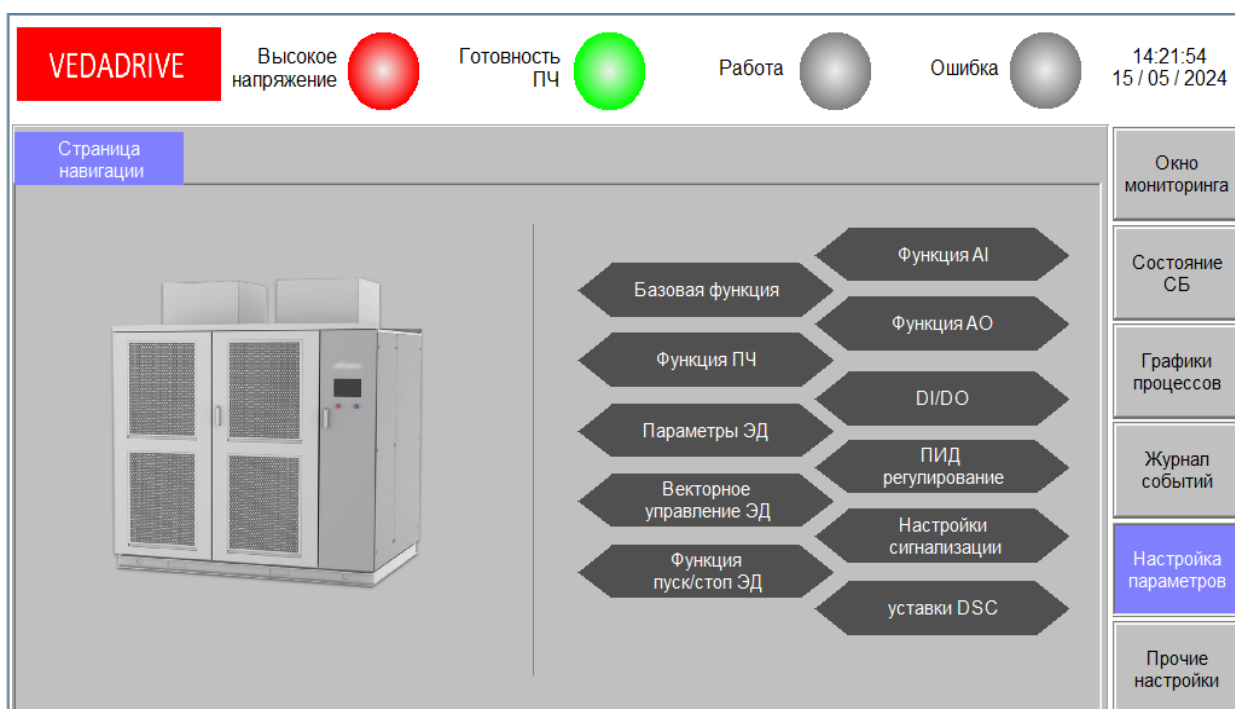 VEDADRIVE
Высокое
напряжение
Готовность
ПЧ
Работа
Ошибка
14:21:54
15 / 05 / 2024
Страница
навигации
Базовая функция
Функция ПЧ
Параметры ЭД
Векторное
управление ЭД
Функция
пуск/стоп ЭД
Функция AI
Функция AO
DI/DO
ПИД
регулирование
Настройки
сигнализации
уставки DSC
Окно
мониторинга
Состояние
СБ
Графики
процессов
Журнал
событий
Настройка
параметров
Прочие
настройки